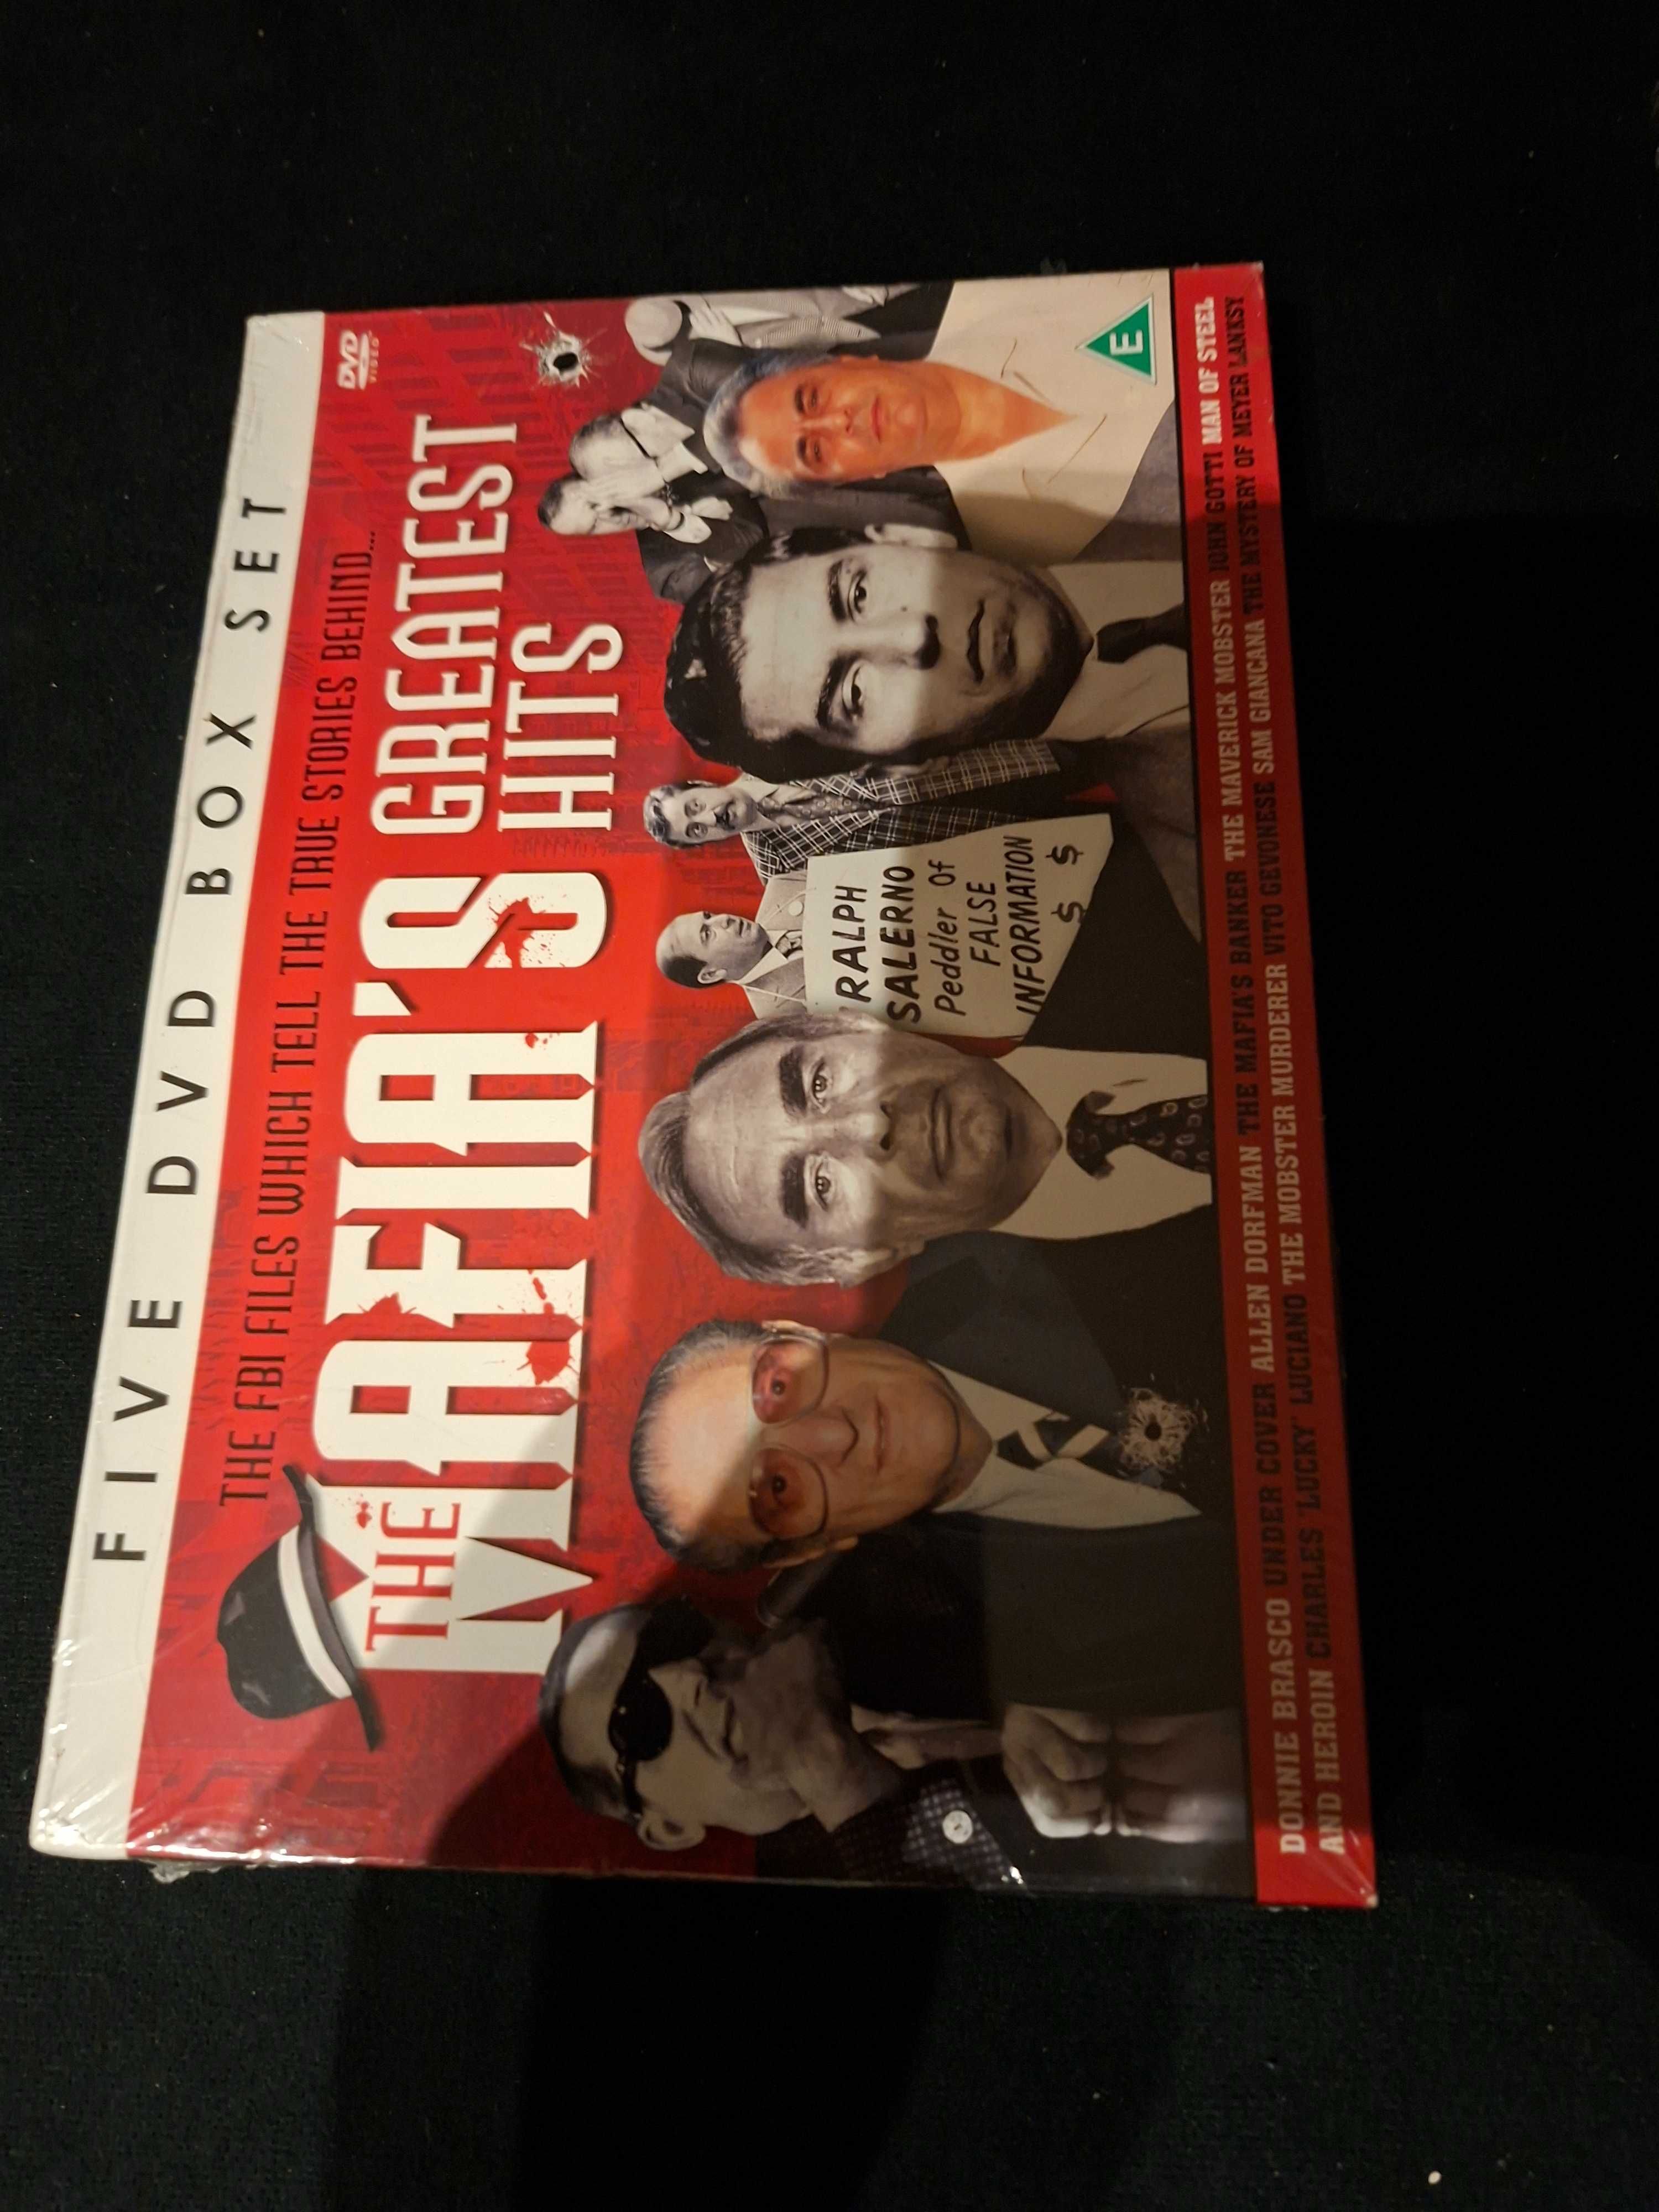 FIVE DVD BOX SET
DVD
VIDEO
THE FBI FILES WHICH TELL THE TRUE STORIES BEHIND...
THE
MAFIA'S GREATEST
HITS
RALPH
SALERNO
Peddler Of
FALSE
INFORMATION
$ $
E
DONNIE BRASCO UNDER COVER ALLEN DORFMAN THE MAFIA'S BANKER THE MAVERICK MOBSTER JOHN GOTTI MAN OF STEEL
AND HEROIN CHARLES 'LUCKY' LUCIANO THE MOBSTER MURDERER VITO GEVONESE SAM GIANCANA THE MYSTERY OF MEYER LANKSY